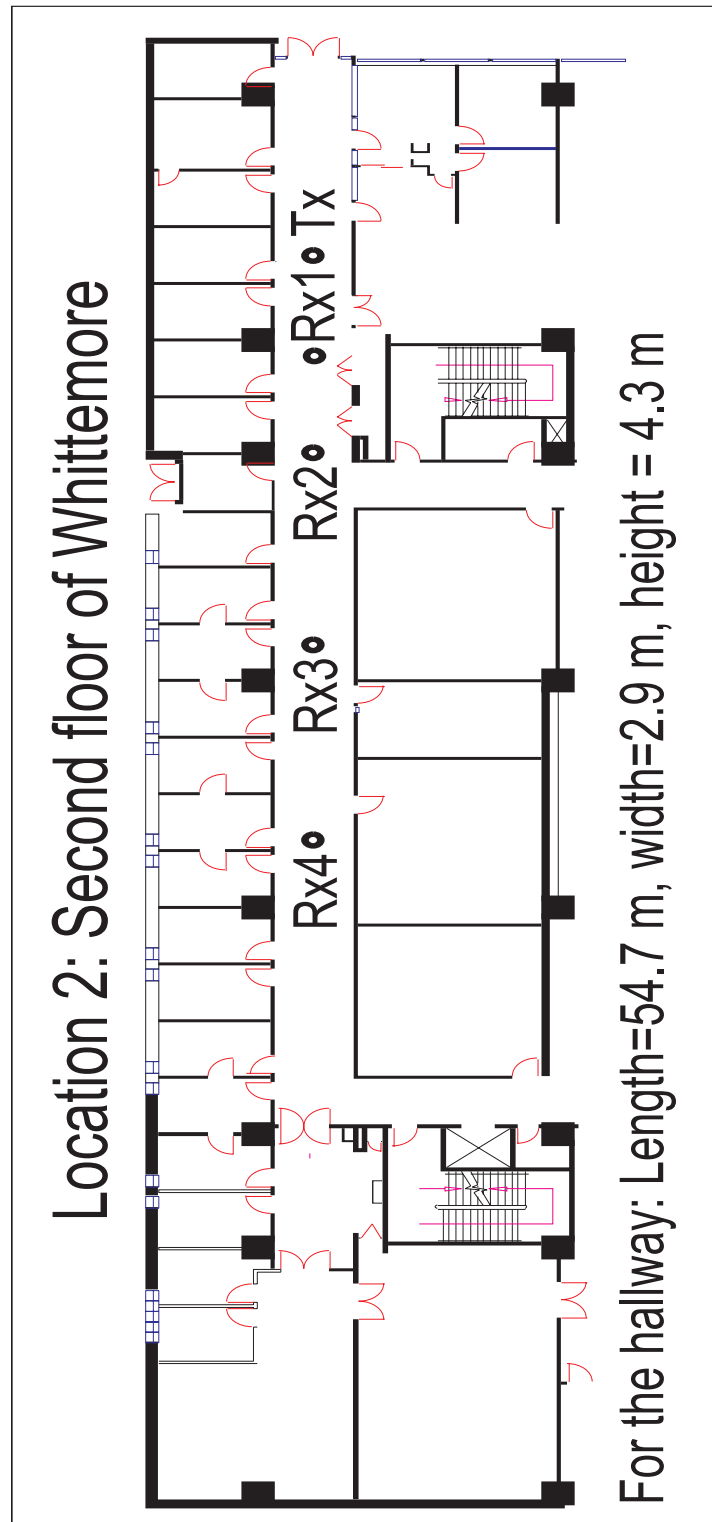 Location 2: Second floor of Whittemore
Rx4
Rx3
Rx2
Rx1
Tx
For the hallway: Length=54.7 m, width=2.9 m, height = 4.3 m